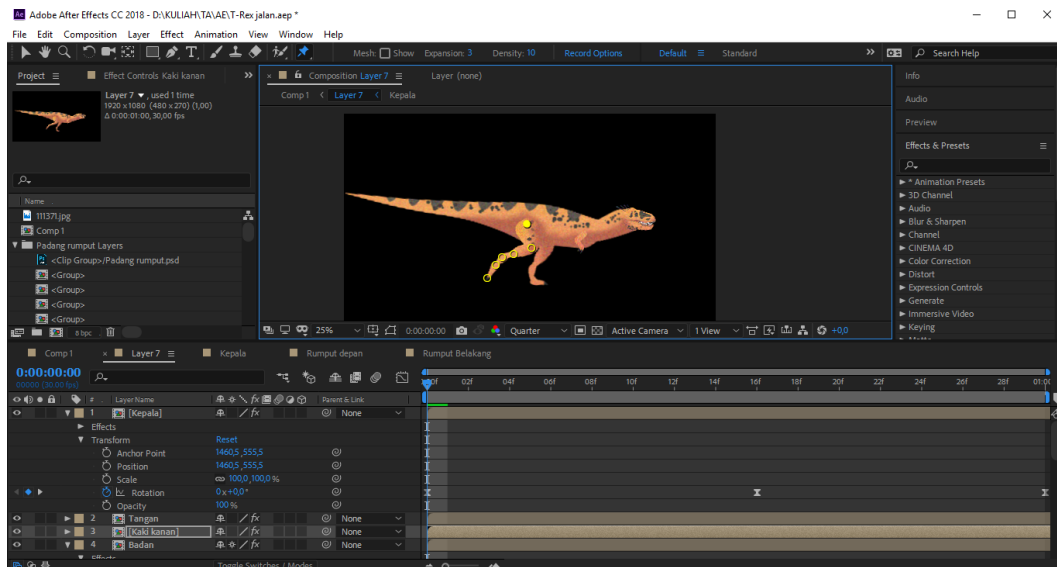 Ae Adobe After Effects CC 2018 - D:\KULIAH\TA\AE\T-Rex jalan.aep *
File Edit Composition Layer Effect Animation View Window Help
Mesh: Show Expansion: 3 Density: 10 Record Options Default Standard Search Help
Project Effect Controls Kaki kanan
Layer 7 , used 1 time
1920 x 1080 (480 x 270) (1,00)
Δ 0:00:01:00, 30,00 fps
Name
111371.jpg
Comp 1
Padang rumput Layers
<Clip Group>/Padang rumput.psd
<Group>
<Group>
<Group>
<Group>
8 bpc
Composition Layer 7 Layer (none)
Comp 1 Layer 7 Kepala
25% 0:00:00:00 Quarter Active Camera 1 View +0,0
Info
Audio
Preview
Effects & Presets
* Animation Presets
3D Channel
Audio
Blur & Sharpen
Channel
CINEMA 4D
Color Correction
Distort
Expression Controls
Generate
Immersive Video
Keying
Matte
Comp 1 Layer 7 Kepala Rumput depan Rumput Belakang
0:00:00:00
00000 (30.00 fps)
02f 04f 06f 08f 10f 12f 14f 16f 18f 20f 22f 24f 26f 28f
# Layer Name Parent & Link
1 [Kepala] None
Effects
Transform Reset
Anchor Point 1460,5 ,555,5
Position 1460,5 ,555,5
Scale 100,0 ,100,0 %
Rotation 0 x +0,0°
Opacity 100 %
2 Tangan None
3 [Kaki kanan] None
4 Badan None
Effects
Toggle Switches / Modes